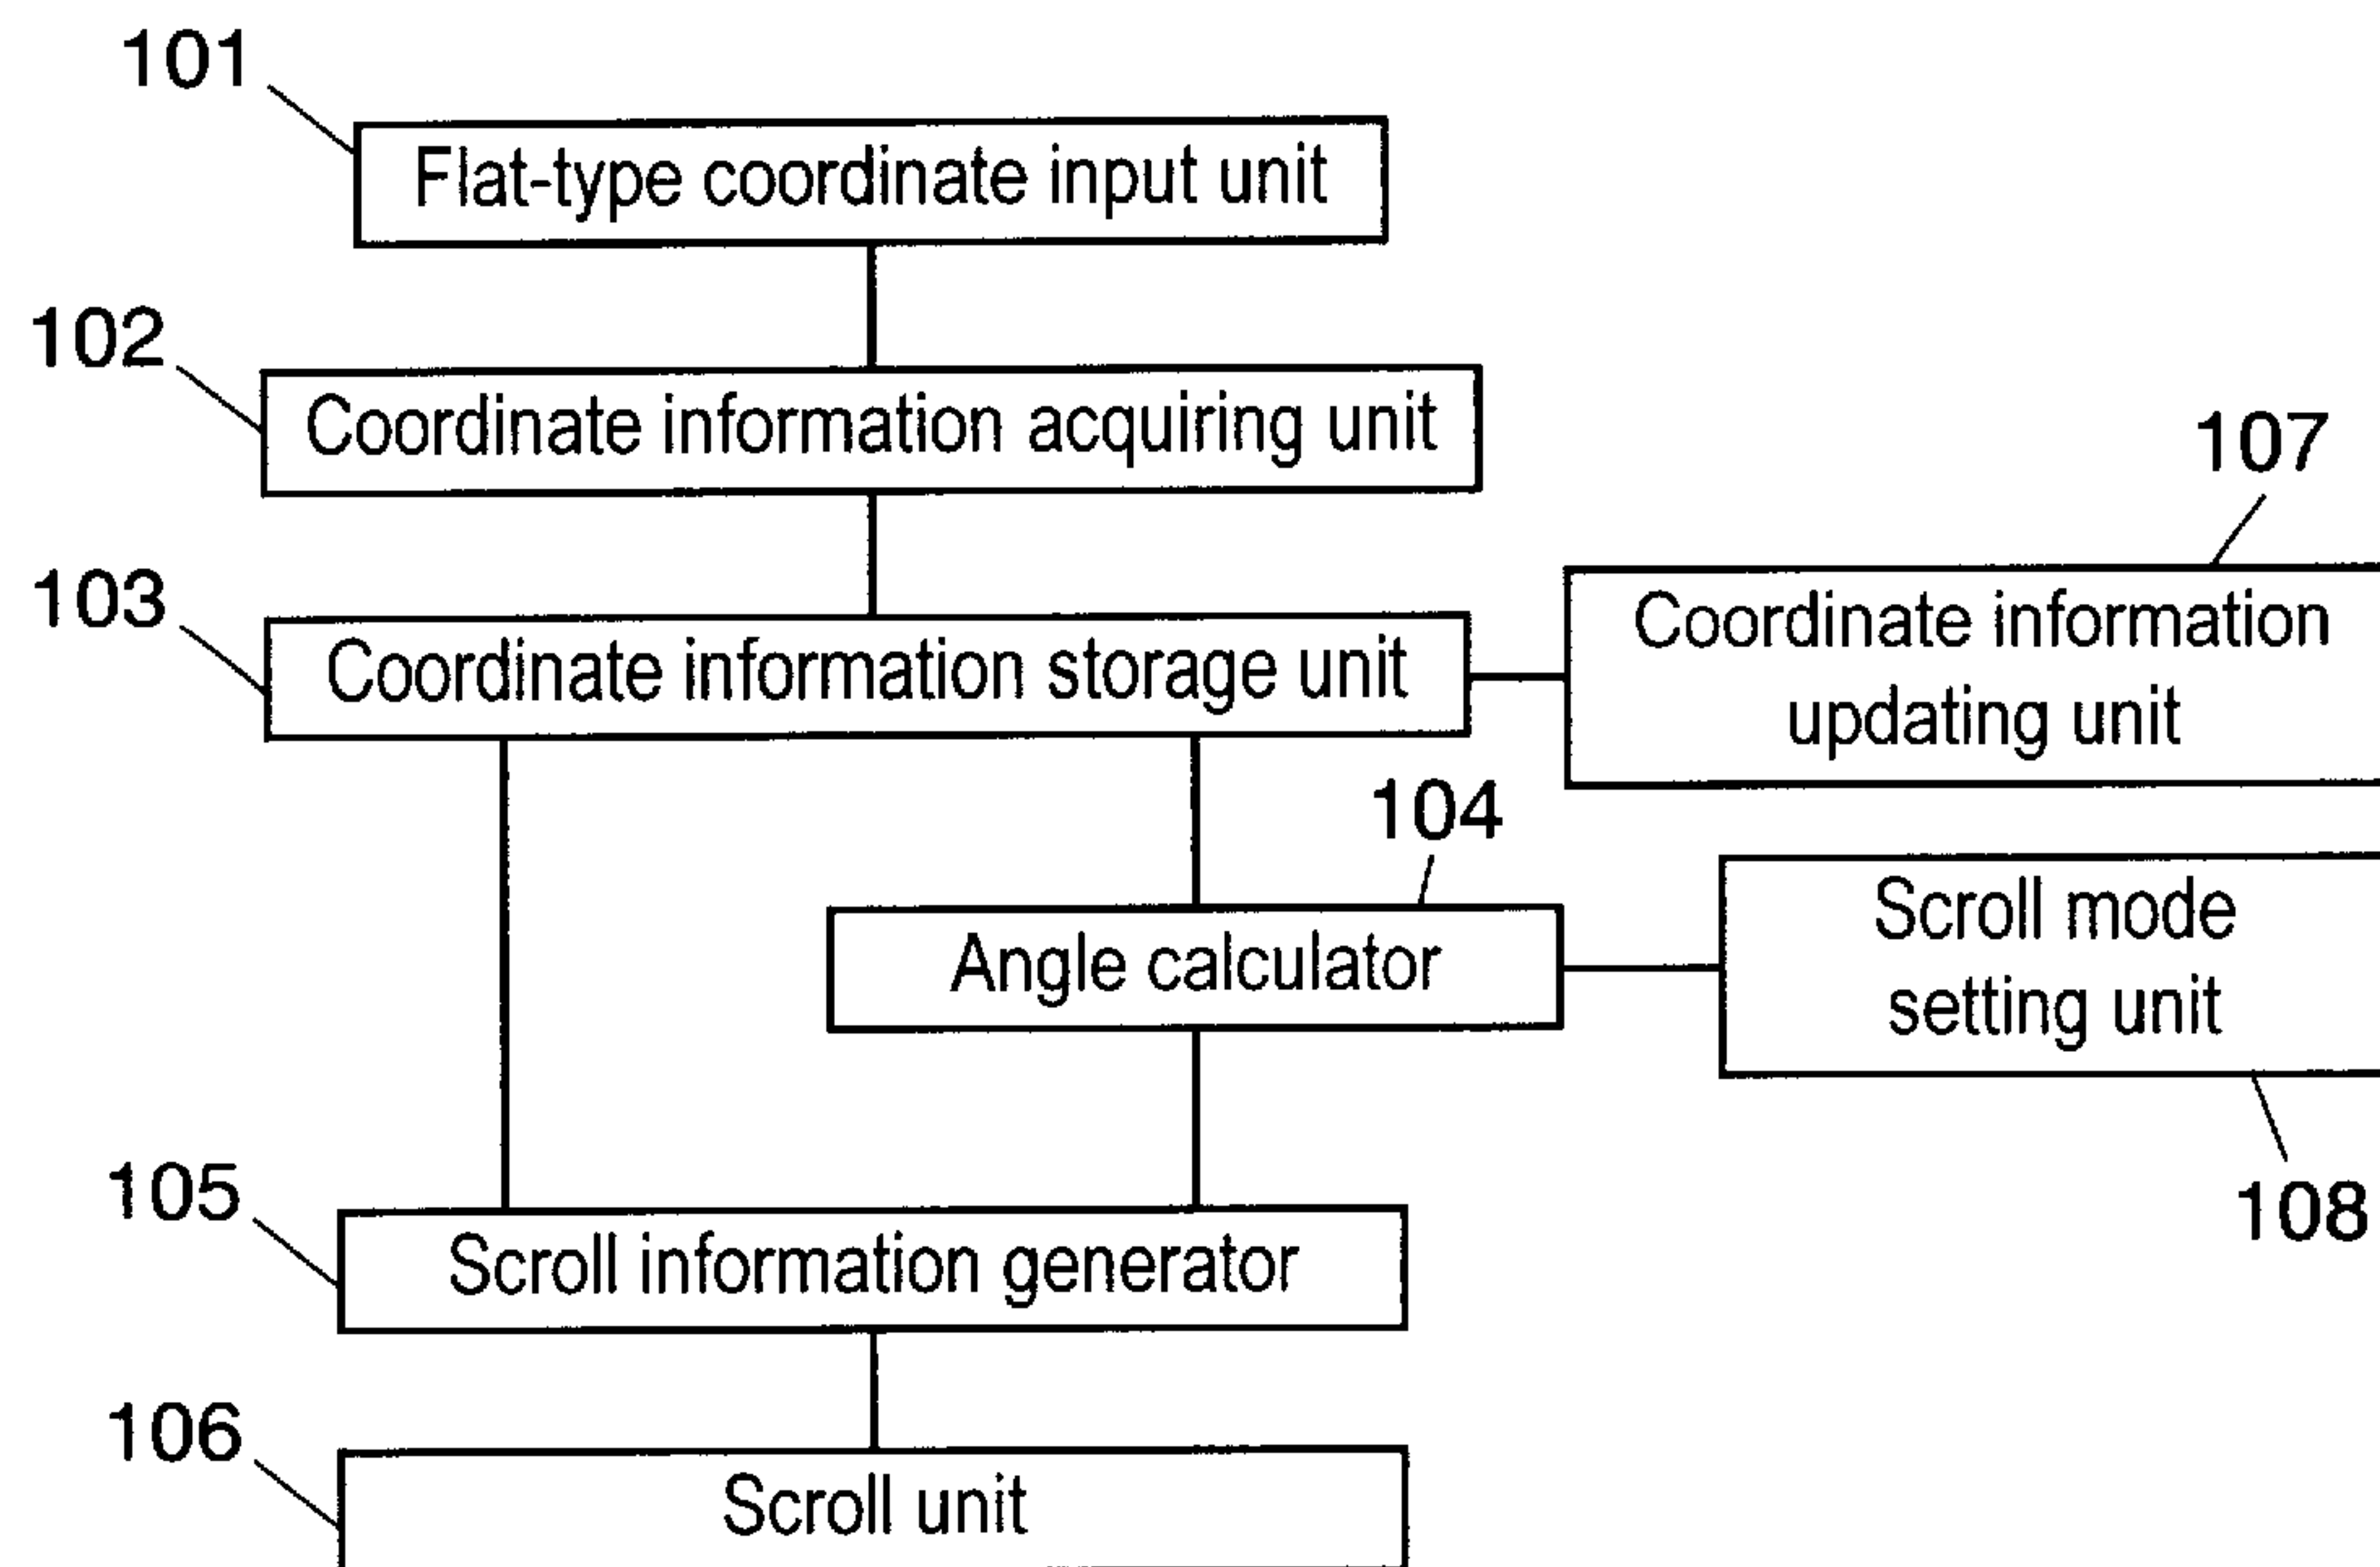 101
Flat-type coordinate input unit
102
Coordinate information acquiring unit
107
103
Coordinate information storage unit
Coordinate information
updating unit
104
Angle calculator
Scroll mode
setting unit
105
Scroll information generator
108
106
Scroll unit